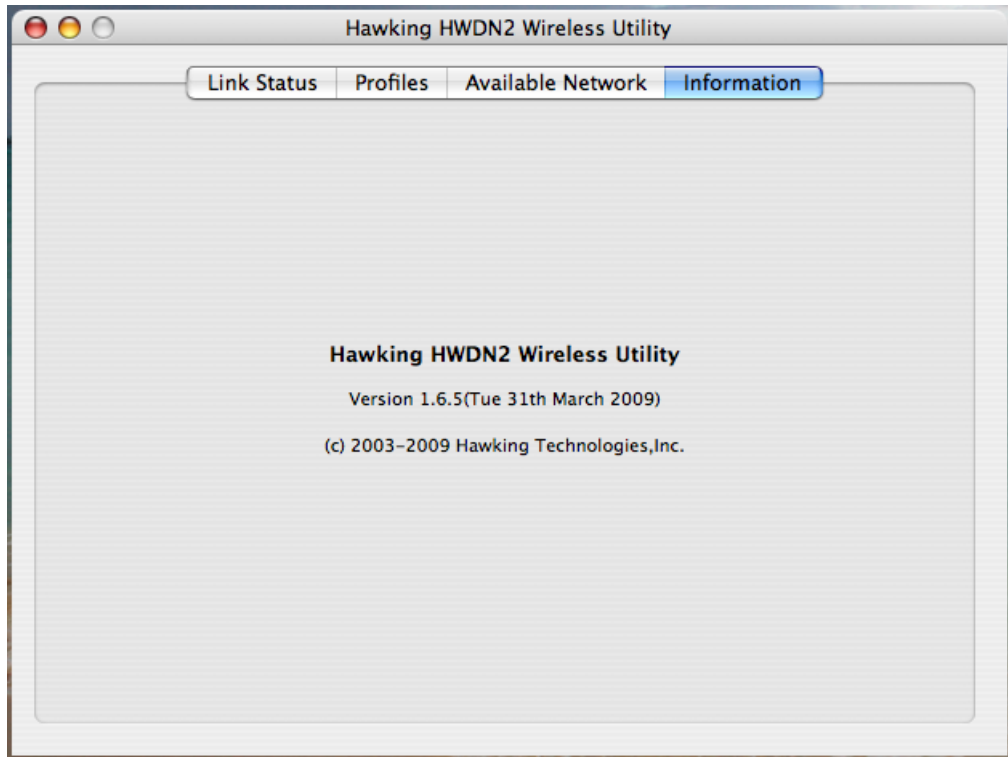 Hawking HWDN2 Wireless Utility
Link Status Profiles Available Network Information
Hawking HWDN2 Wireless Utility
Version 1.6.5(Tue 31th March 2009)
(c) 2003-2009 Hawking Technologies,Inc.